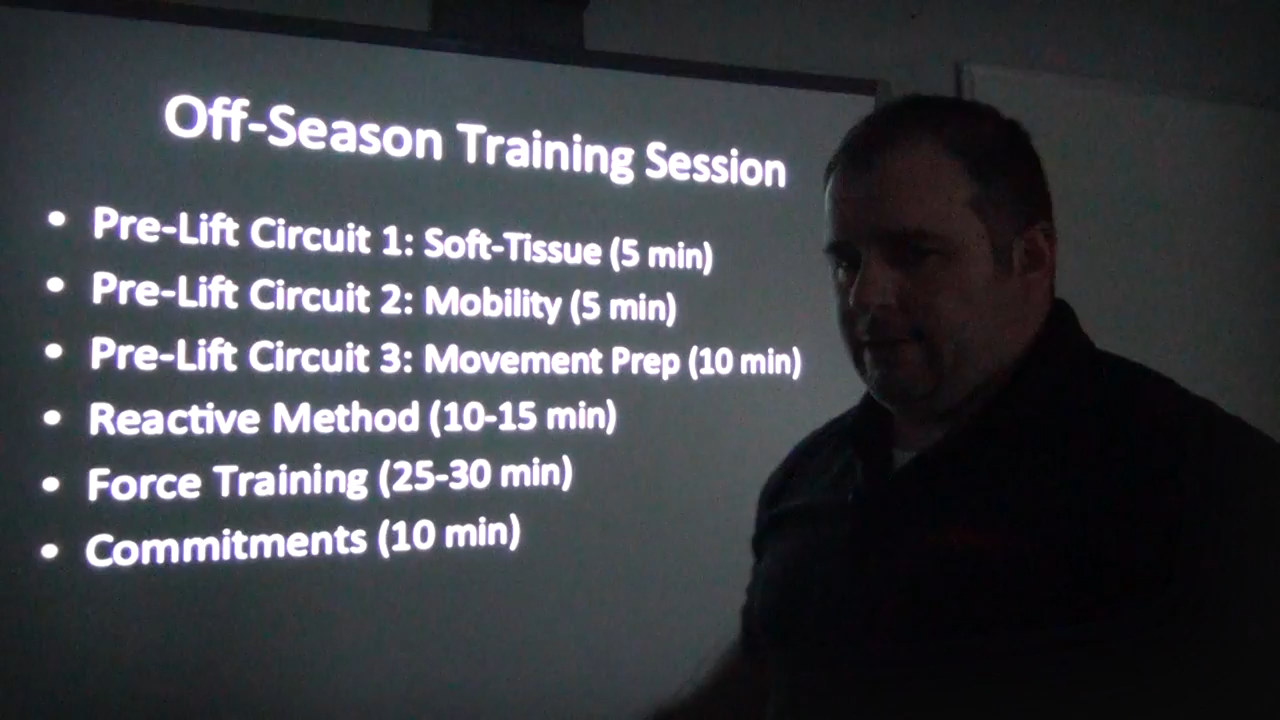 Off-Season Training Session
• Pre-Lift Circuit 1: Soft-Tissue (5 min)
• Pre-Lift Circuit 2: Mobility (5 min)
• Pre-Lift Circuit 3: Movement Prep (10 min)
• Reactive Method (10-15 min)
• Force Training (25-30 min)
• Commitments (10 min)